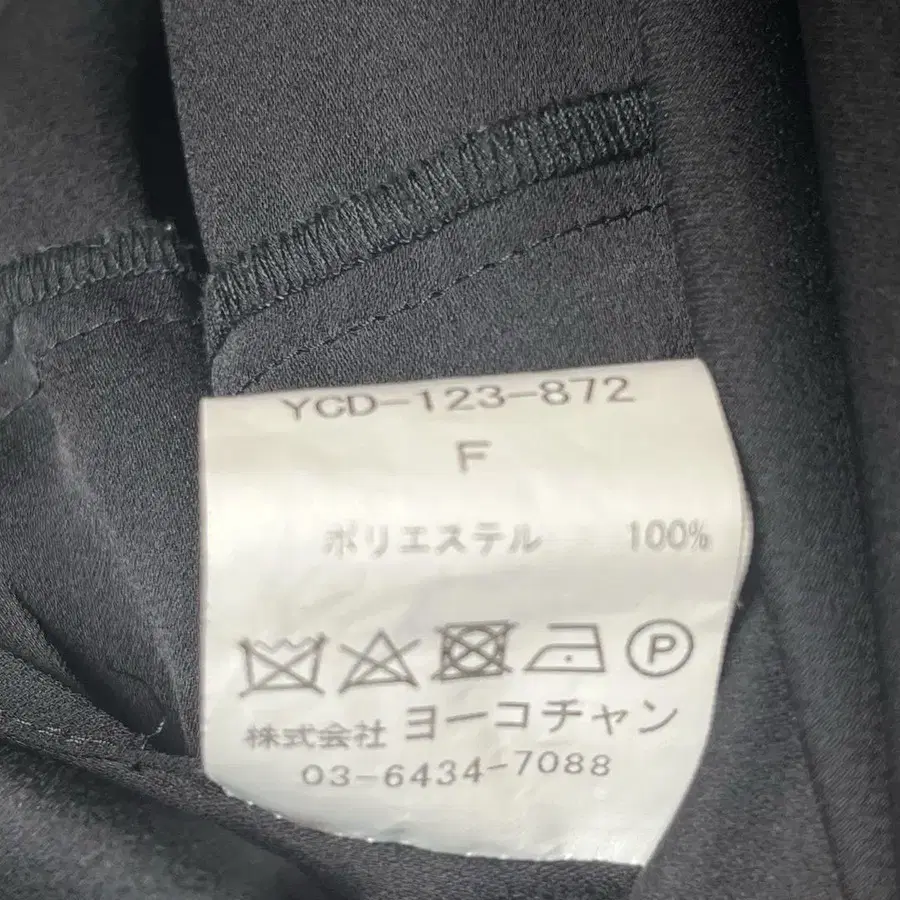 YCD-123-872
F
ポリエステル 100%
P
株式会社 ヨーコチャン
03-6434-7088